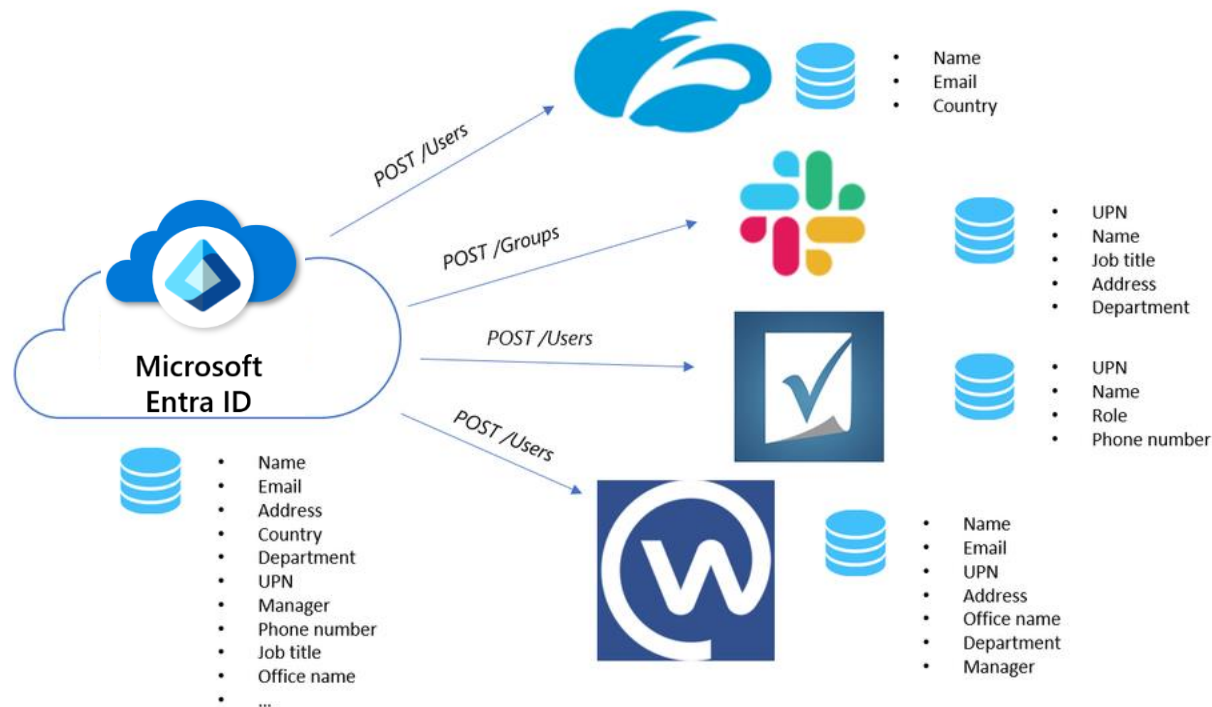 POST /Users
• Name
• Email
• Country
POST /Groups
• UPN
• Name
• Job title
• Address
• Department
POST /Users
• UPN
• Name
• Role
• Phone number
POST /Users
• Name
• Email
• UPN
• Address
• Office name
• Department
• Manager
Microsoft
Entra ID
• Name
• Email
• Address
• Country
• Department
• UPN
• Manager
• Phone number
• Job title
• Office name
• ...